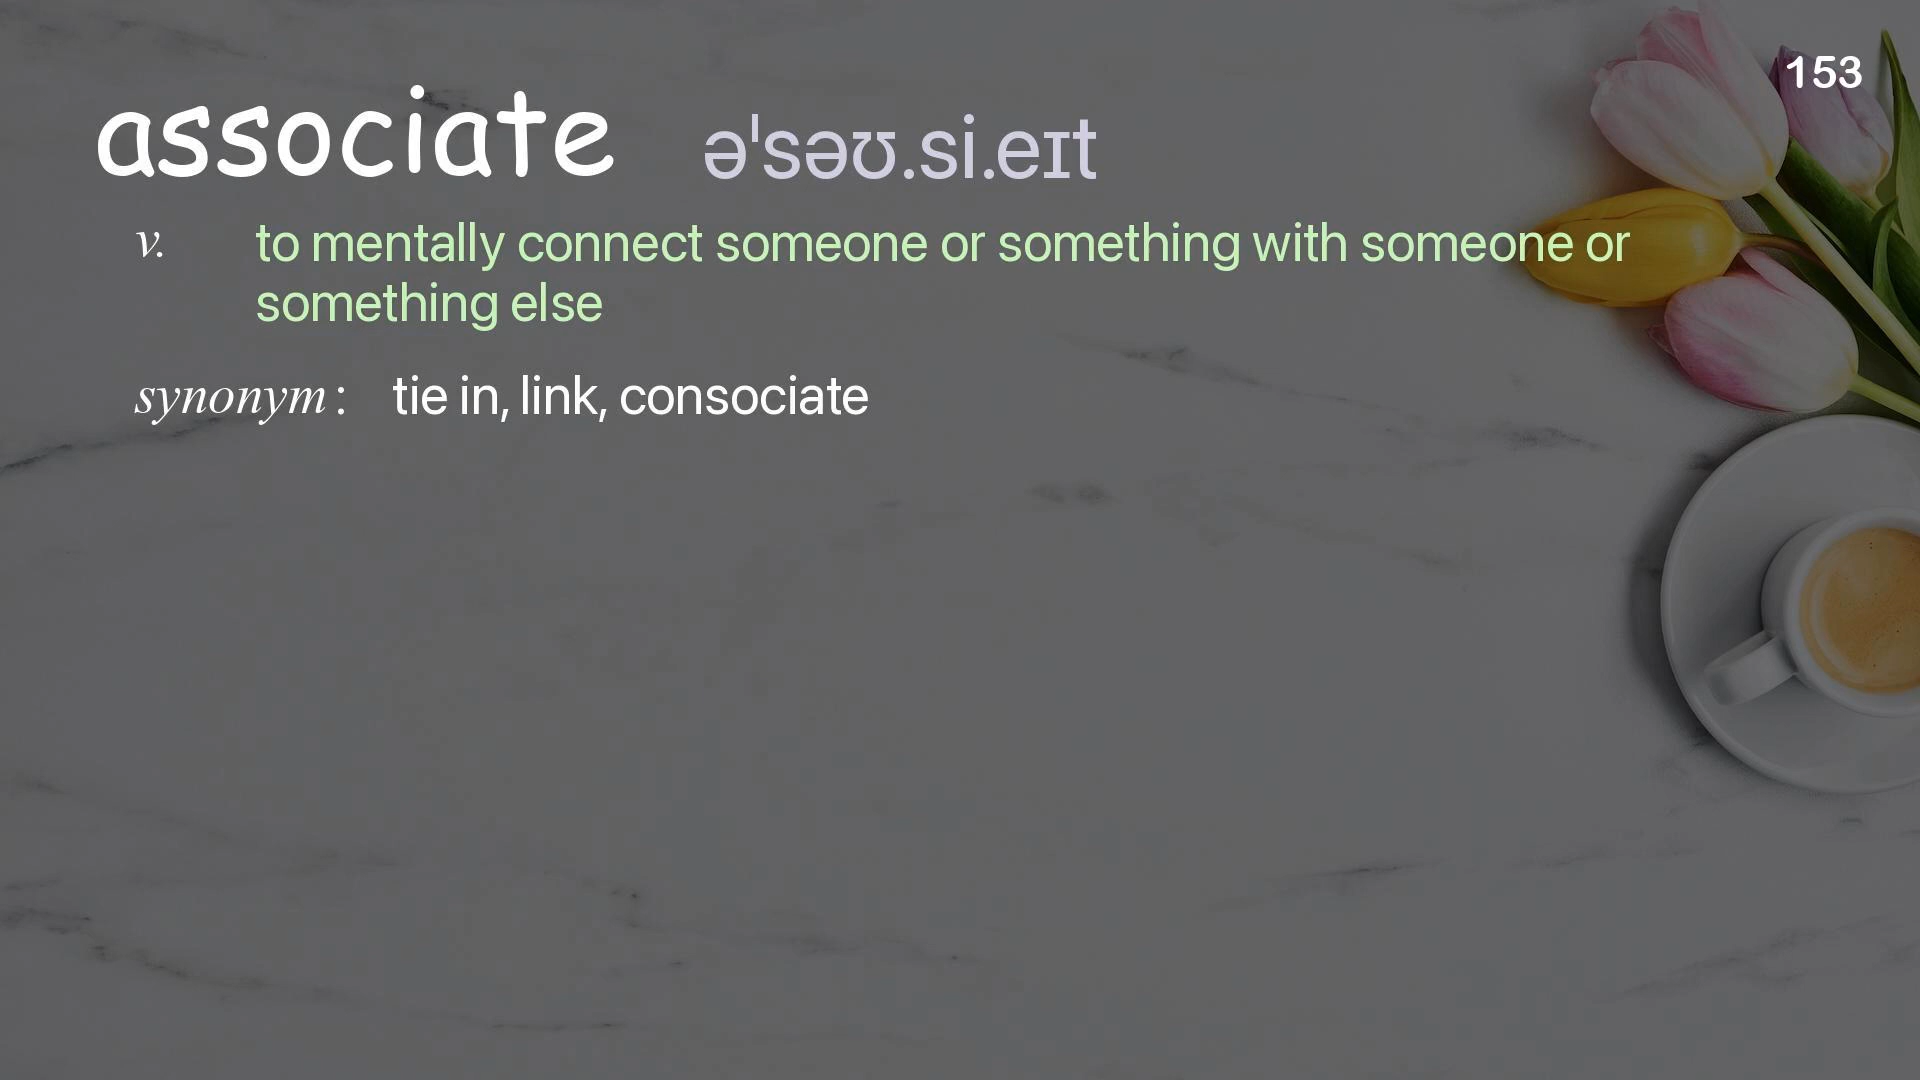 153
associate əˈsəʊ.si.eɪt
v. to mentally connect someone or something with someone or
something else
synonym : tie in, link, consociate